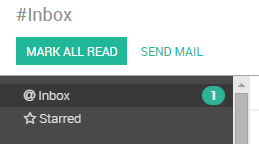 #Inbox
MARK ALL READ SEND MAIL
@ Inbox 1
Starred